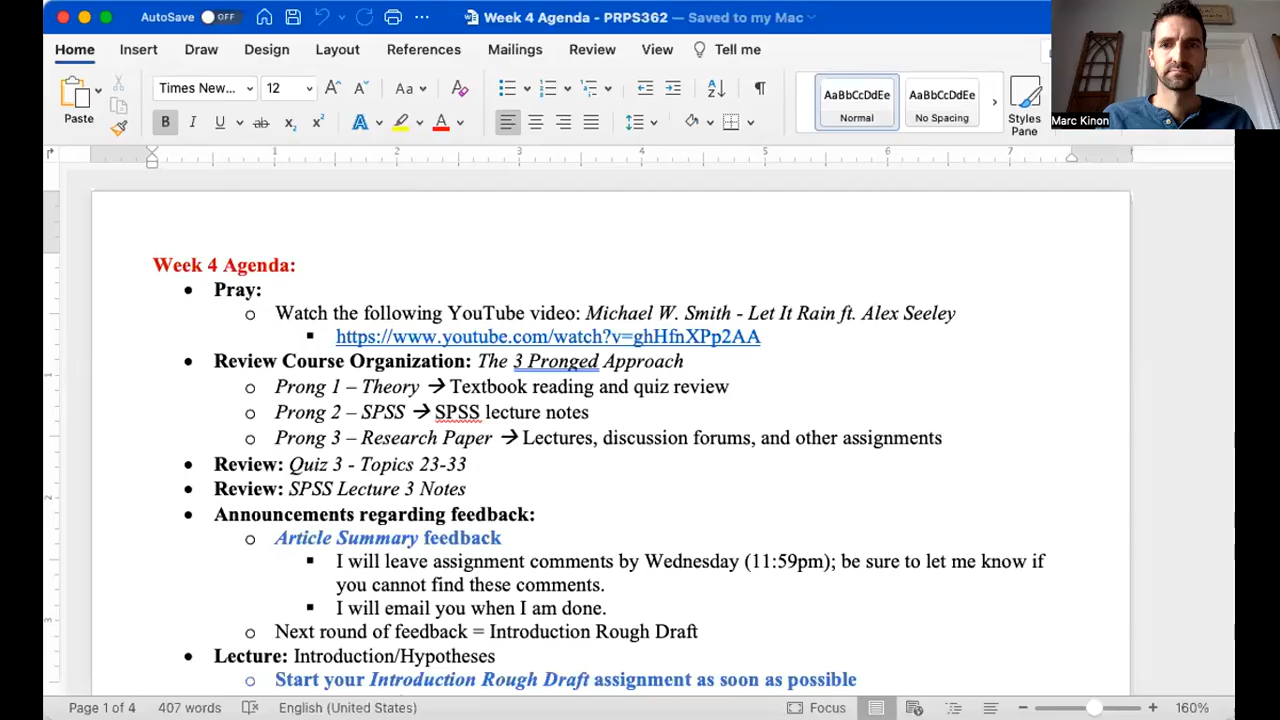 AutoSave OFF Week 4 Agenda - PRPS362 — Saved to my Mac
Home Insert Draw Design Layout References Mailings Review View Tell me
Paste Times New... 12 Aa AaBbCcDdEe AaBbCcDdEe
Normal No Spacing Styles Pane
Marc Kinon
1 2 3 4 5 6 7
Week 4 Agenda:
• Pray:
o Watch the following YouTube video: Michael W. Smith - Let It Rain ft. Alex Seeley
▪ https://www.youtube.com/watch?v=ghHfnXPp2AA
• Review Course Organization: The 3 Pronged Approach
o Prong 1 – Theory → Textbook reading and quiz review
o Prong 2 – SPSS → SPSS lecture notes
o Prong 3 – Research Paper → Lectures, discussion forums, and other assignments
• Review: Quiz 3 - Topics 23-33
• Review: SPSS Lecture 3 Notes
• Announcements regarding feedback:
o Article Summary feedback
▪ I will leave assignment comments by Wednesday (11:59pm); be sure to let me know if
you cannot find these comments.
▪ I will email you when I am done.
o Next round of feedback = Introduction Rough Draft
• Lecture: Introduction/Hypotheses
o Start your Introduction Rough Draft assignment as soon as possible
Page 1 of 4 407 words English (United States) Focus 160%